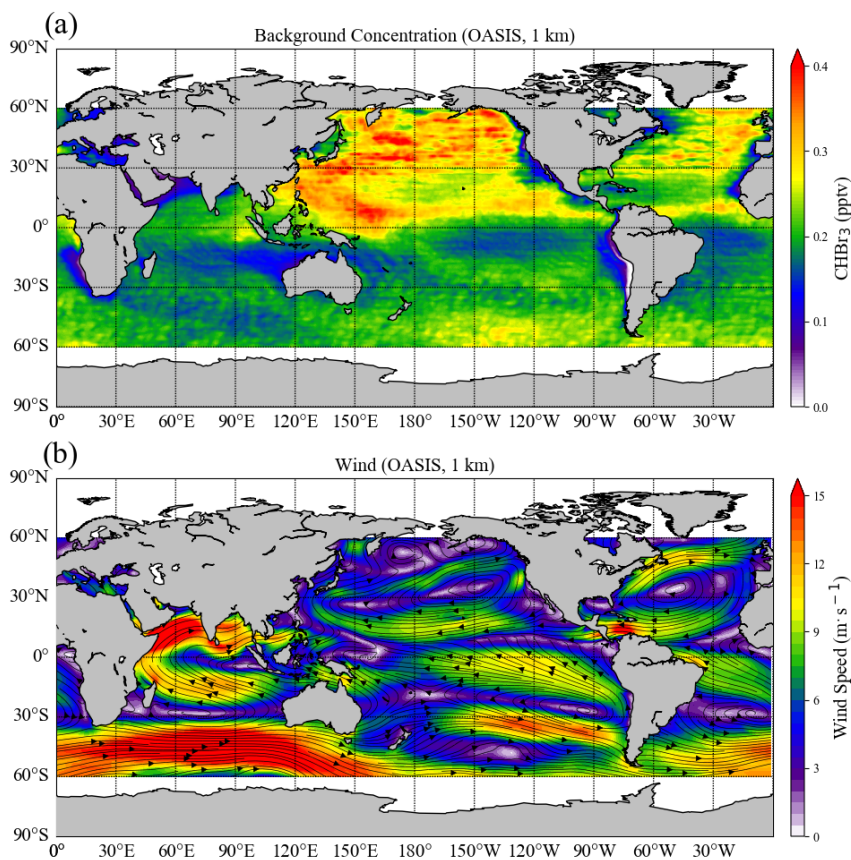 (a)
Background Concentration (OASIS, 1 km)
90°N
60°N
30°N
0°
30°S
60°S
90°S
0° 30°E 60°E 90°E 120°E 150°E 180° 150°W 120°W 90°W 60°W 30°W
0.4
0.3
0.2
0.1
0.0
CHBr3 (pptv)
(b)
Wind (OASIS, 1 km)
90°N
60°N
30°N
0°
30°S
60°S
90°S
0° 30°E 60°E 90°E 120°E 150°E 180° 150°W 120°W 90°W 60°W 30°W
15
12
9
6
3
0
Wind Speed (m· s⁻¹)